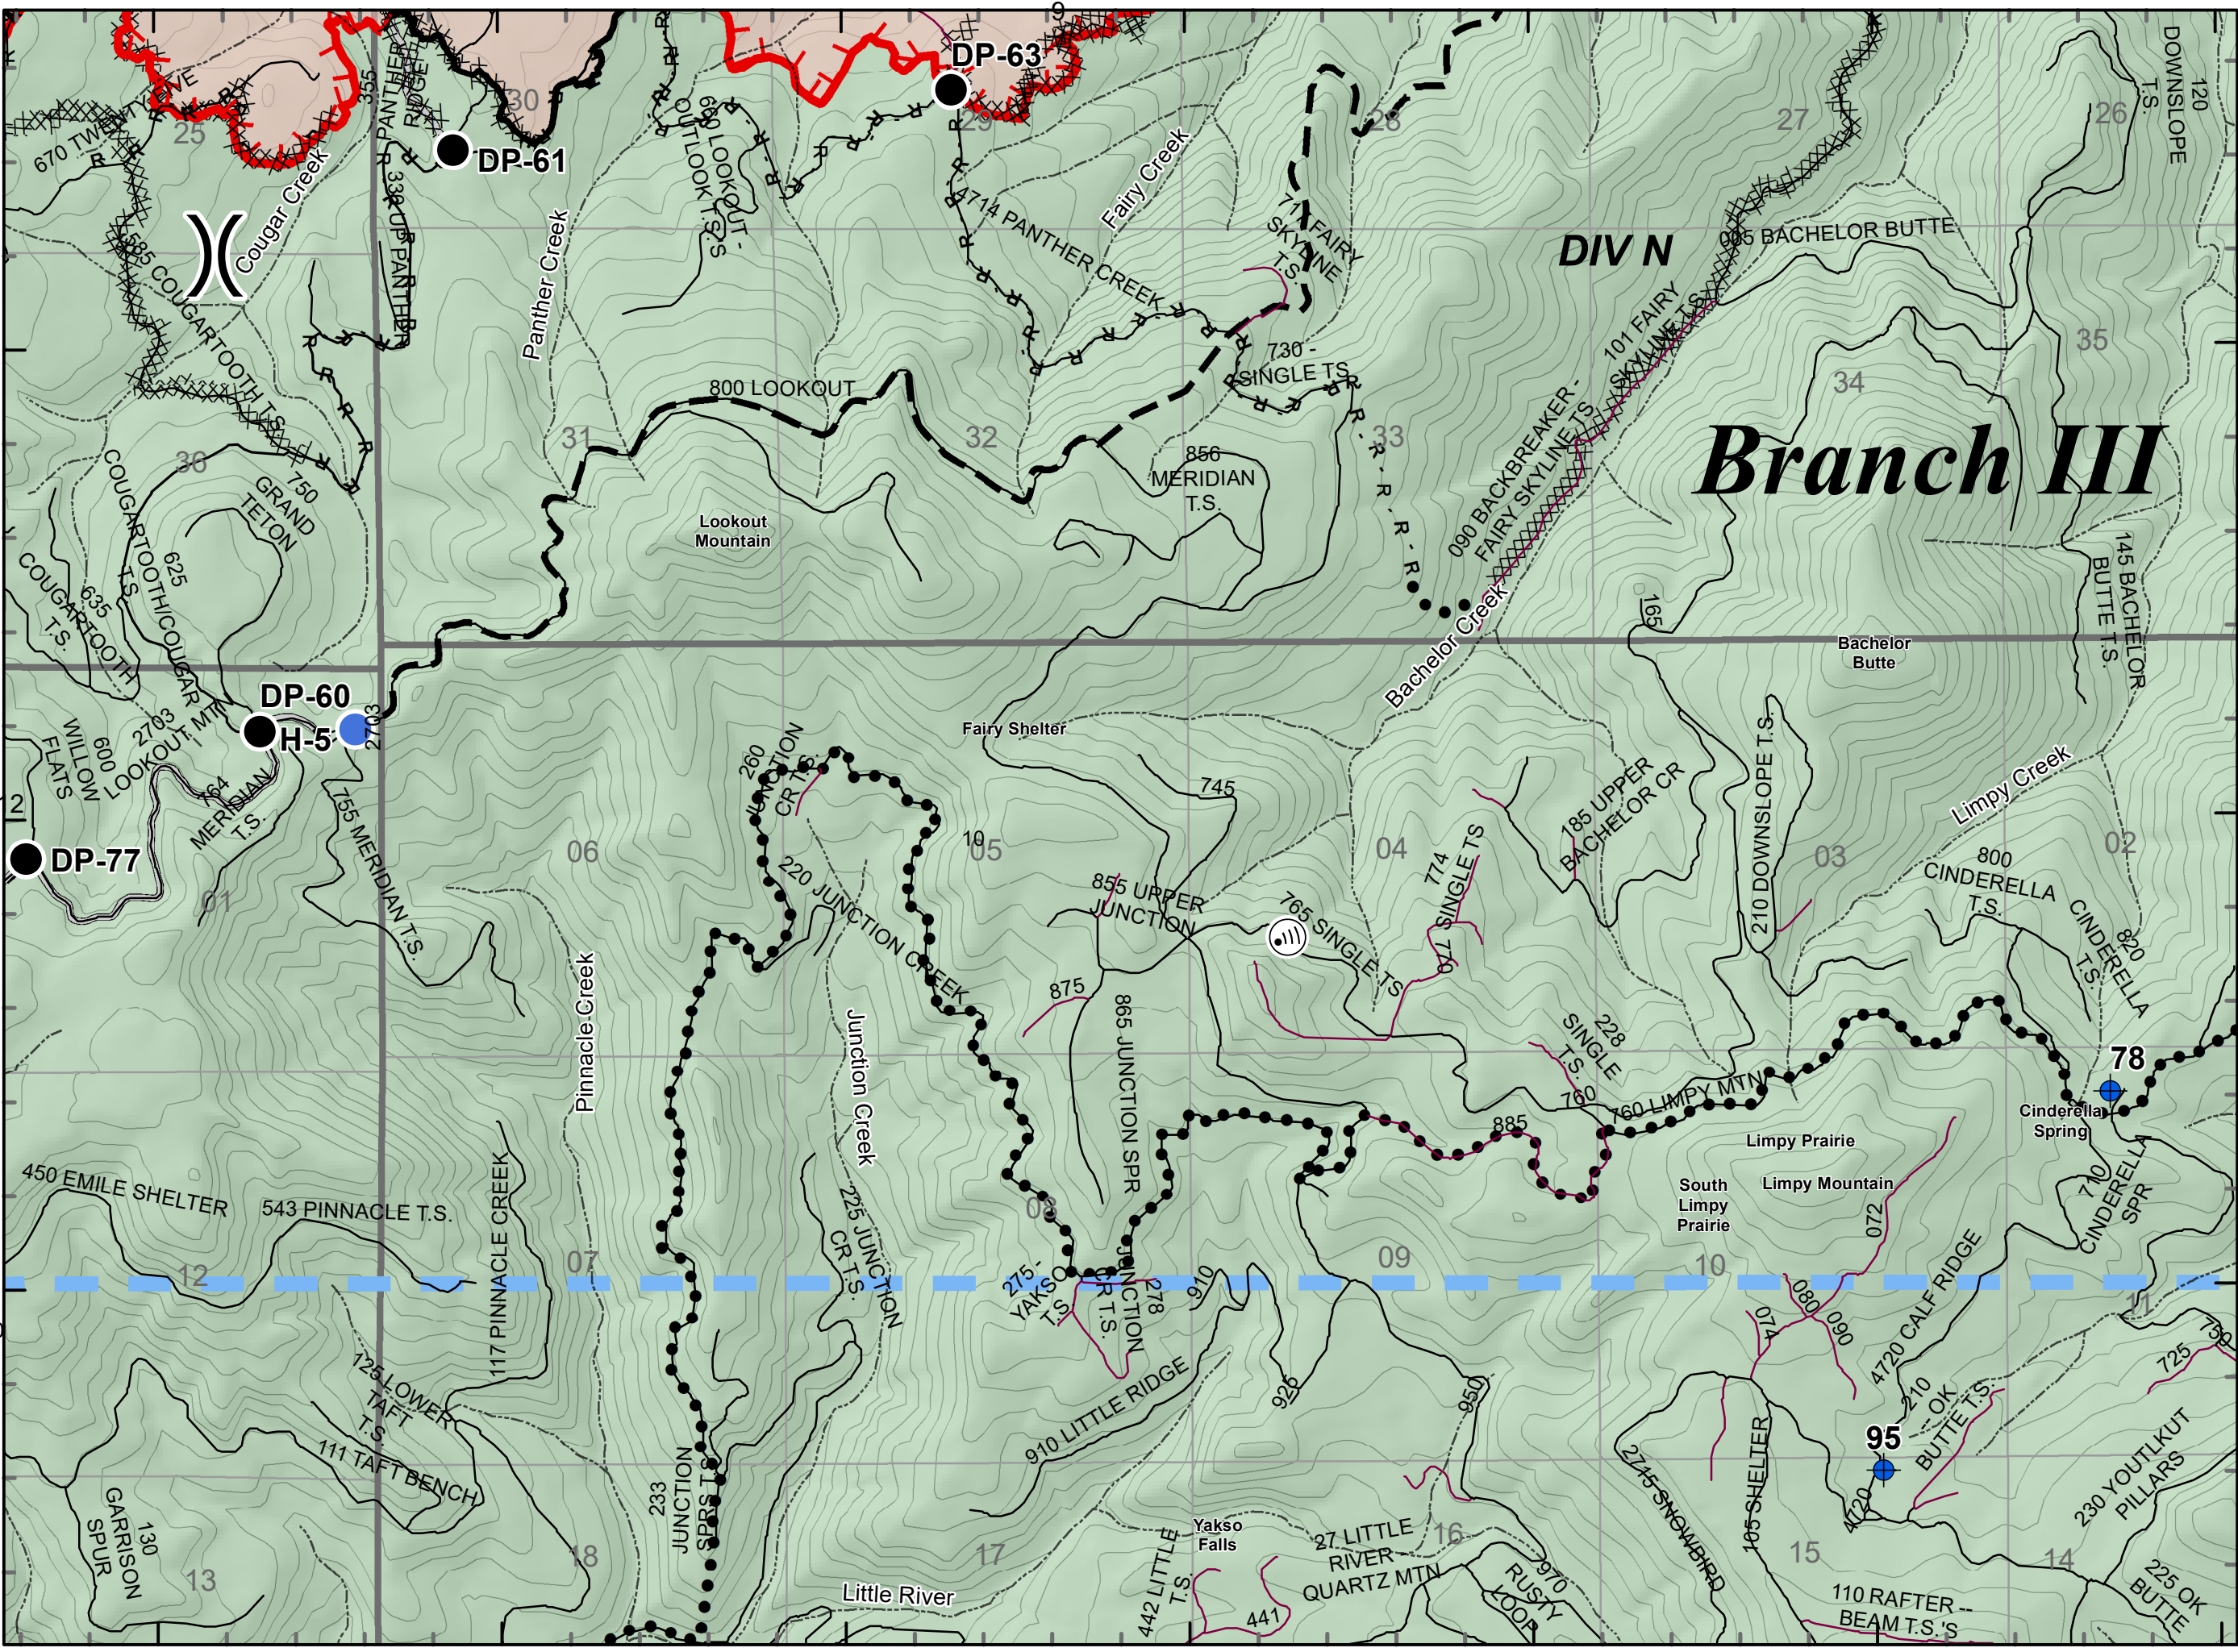 9
DP-63
DOWNSLOPE
T.S.
120
670 TWENTY FIVE
25
355
PANTHER
RIDGE T.S.
30
DP-61
29
28
27
26
Cougar Creek
330 UP PANTHER
Panther Creek
OUTLOOK T.S.
Fairy Creek
4714 PANTHER CREEK
SKYLINE
T.S.
DIV N
005 BACHELOR BUTTE
585 COUGARTOOTH T.S.
101 FAIRY
SKYLINE T.S.
730 -
SINGLE TS
35
34
800 LOOKOUT
31
32
33
36
Branch III
856
MERIDIAN
T.S.
090 BACKBREAKER -
FAIRY SKYLINE TS
750
GRAND
TETON
Lookout
Mountain
625
COUGARTOOTH/COUGAR
T.S.
635
COUGARTOOTH
T.S.
145 BACHELOR
BUTTE T.S.
165
Bachelor Creek
Bachelor
Butte
DP-60
H-5
2703
2703
LOOKOUT MTN
600
WILLOW
FLATS
764
MERIDIAN
T.S.
Fairy Shelter
260
JUNCTION
CR T.S.
745
185 UPPER
BACHELOR CR
210 DOWNSLOPE T.S.
Limpy Creek
2
DP-77
755 MERIDIAN T.S.
01
06
10
05
04
03
02
220 JUNCTION CREEK
855 UPPER
JUNCTION
765 SINGLE TS
774
SINGLE TS
770
800
CINDERELLA
T.S.
820
CINDERELLA
T.S.
Pinnacle Creek
Junction Creek
875
865 JUNCTION SPR
228
SINGLE
T.S.
760
760 LIMPY MTN
78
Cinderella
Spring
885
Limpy Prairie
Limpy Mountain
South
Limpy
Prairie
450 EMILE SHELTER
543 PINNACLE T.S.
117 PINNACLE CREEK
225 JUNCTION
CR T.S.
08
072
710
CINDERELLA
SPR
12
07
09
10
11
275-
YAKSO
T.S.
278
JUNCTION
CR T.S.
910
080
074
090
4720 CALF RIDGE
725
750
125 LOWER
TAFT
T.S.
111 TAFT BENCH
910 LITTLE RIDGE
926
950
210
- OK
BUTTE T.S.
95
4720
233
JUNCTION
SPRS T.S.
2715 SNOWBIRD
105 SHELTER
230 YOUTLKUT
PILLARS
130
GARRISON
SPUR
13
18
17
16
15
14
Yakso
Falls
27 LITTLE
RIVER -
QUARTZ MTN
442 LITTLE
T.S.
441
970
RUSTY
LOOP
Little River
110 RAFTER --
BEAM T.S.'S
225 OK
BUTTE